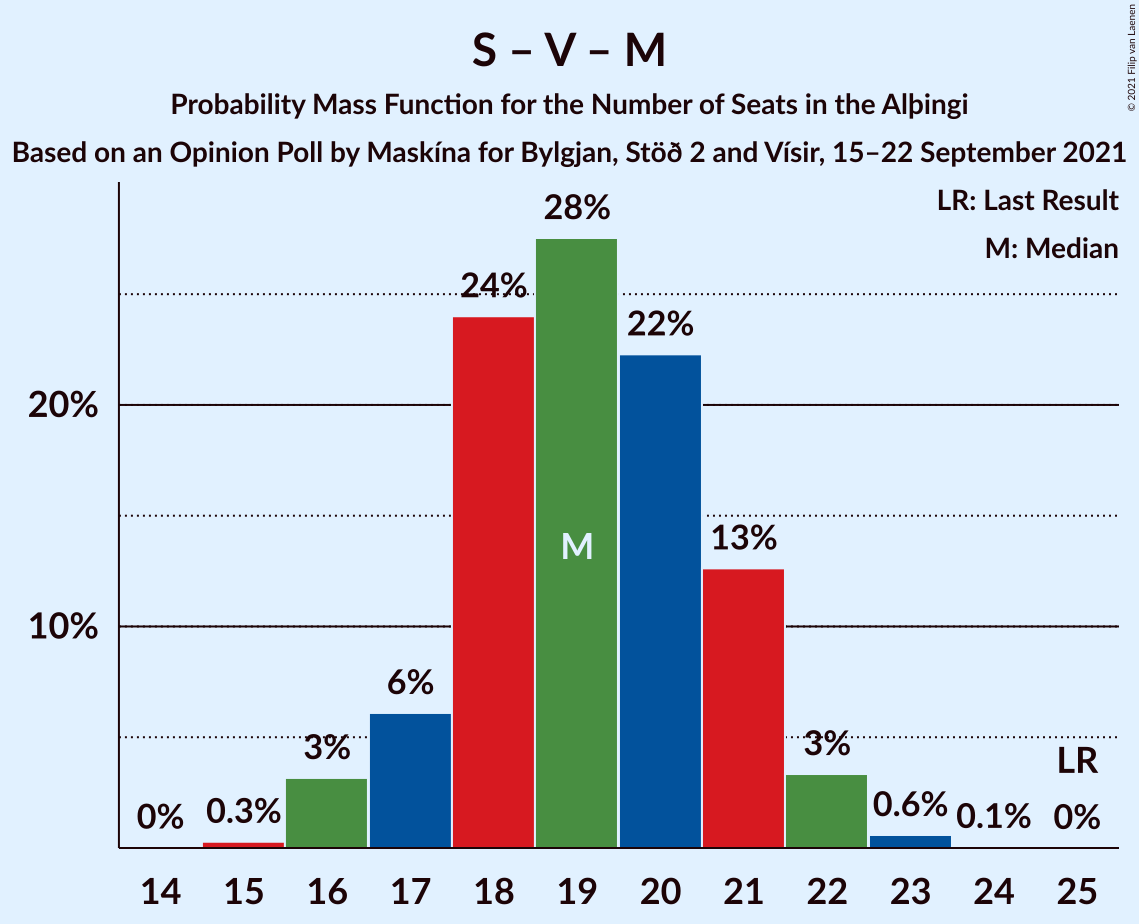 S – V – M
Probability Mass Function for the Number of Seats in the Alþingi
Based on an Opinion Poll by Maskína for Bylgjan, Stöð 2 and Vísir, 15–22 September 2021
© 2021 Filip van Laenen
LR: Last Result
M: Median
28%
24%
22%
20%
13%
M
10%
6%
3%
3%
LR
0%
0.3%
0.6%
0.1%
0%
14 15 16 17 18 19 20 21 22 23 24 25